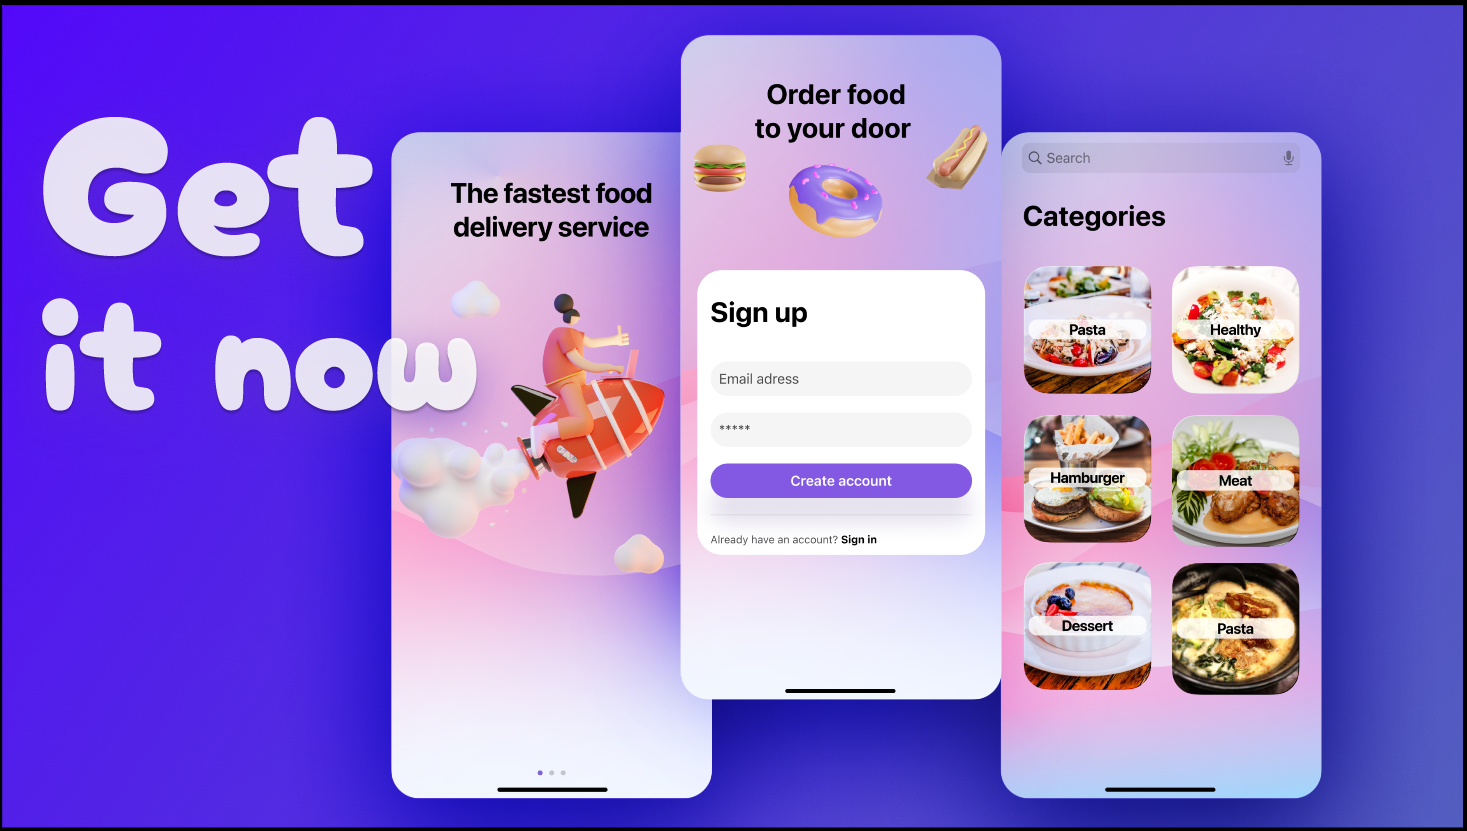 Get
it now
The fastest food
delivery service
Order food
to your door
Sign up
Email adress
*****
Create account
Already have an account? Sign in
Search
Categories
Pasta
Healthy
Hamburger
Meat
Dessert
Pasta